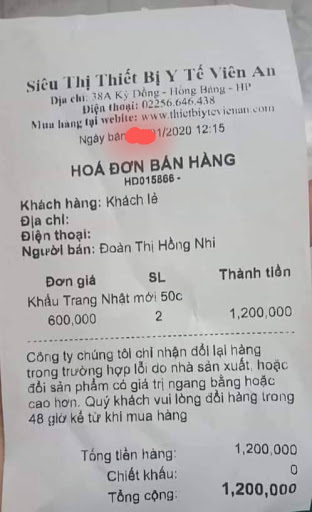 Siêu Thị Thiết Bị Y Tế Viên An
Địa chỉ: 38A Kỳ Đồng - Hồng Bàng - HP
Điện thoại: 02256.646.438
Mua hàng tại webite: www.thietbiytevienan.com
Ngày bán 1/2020 12:15
HOÁ ĐƠN BÁN HÀNG
HD015866 -
Khách hàng: Khách lẻ
Địa chỉ:
Điện thoại:
Người bán: Đoàn Thị Hồng Nhi
Đơn giá SL Thành tiền
Khẩu Trang Nhât mới 50c
600,000 2 1,200,000
Công ty chúng tôi chỉ nhận đổi lại hàng
trong trường hợp lỗi do nhà sản xuất, hoặc
đổi sản phẩm có giá trị ngang bằng hoặc
cao hơn. Quý khách vui lòng đổi hàng trong
48 giờ kể từ khi mua hàng
Tổng tiền hàng: 1,200,000
Chiết khấu: 0
Tổng cộng: 1,200,000